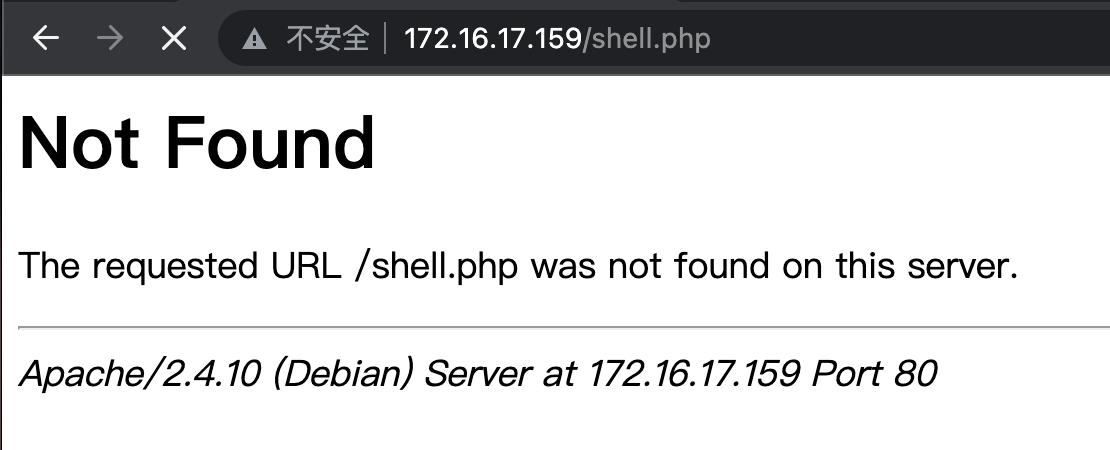 不安全 172.16.17.159/shell.php
Not Found
The requested URL /shell.php was not found on this server.
Apache/2.4.10 (Debian) Server at 172.16.17.159 Port 80